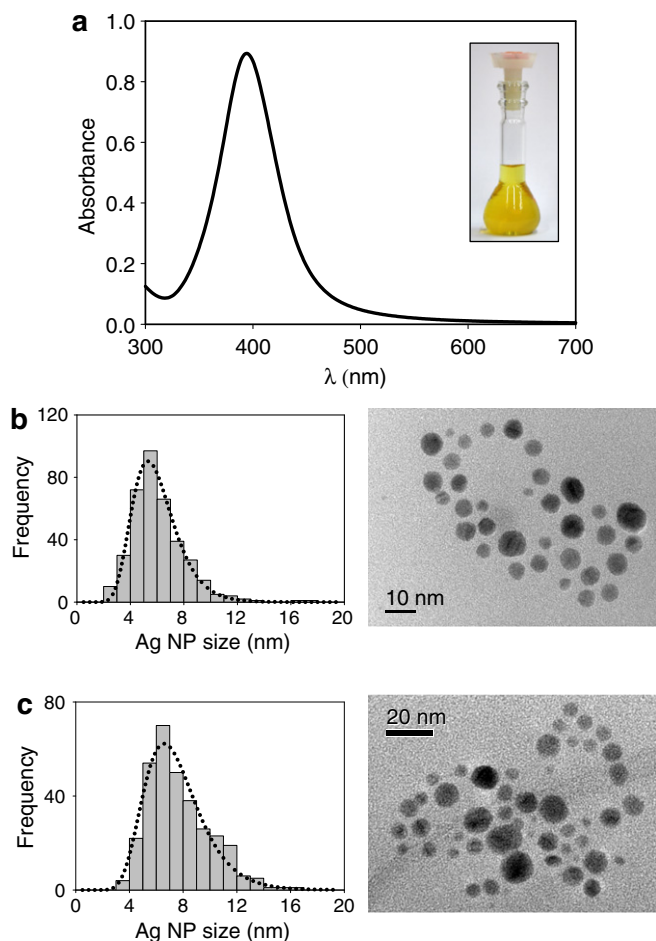 a
1.0
0.8
0.6
0.4
0.2
0.0
Absorbance
300 400 500 600 700
λ (nm)
b
120
80
40
0
Frequency
0 4 8 12 16 20
Ag NP size (nm)
10 nm
c
80
40
0
Frequency
0 4 8 12 16 20
Ag NP size (nm)
20 nm